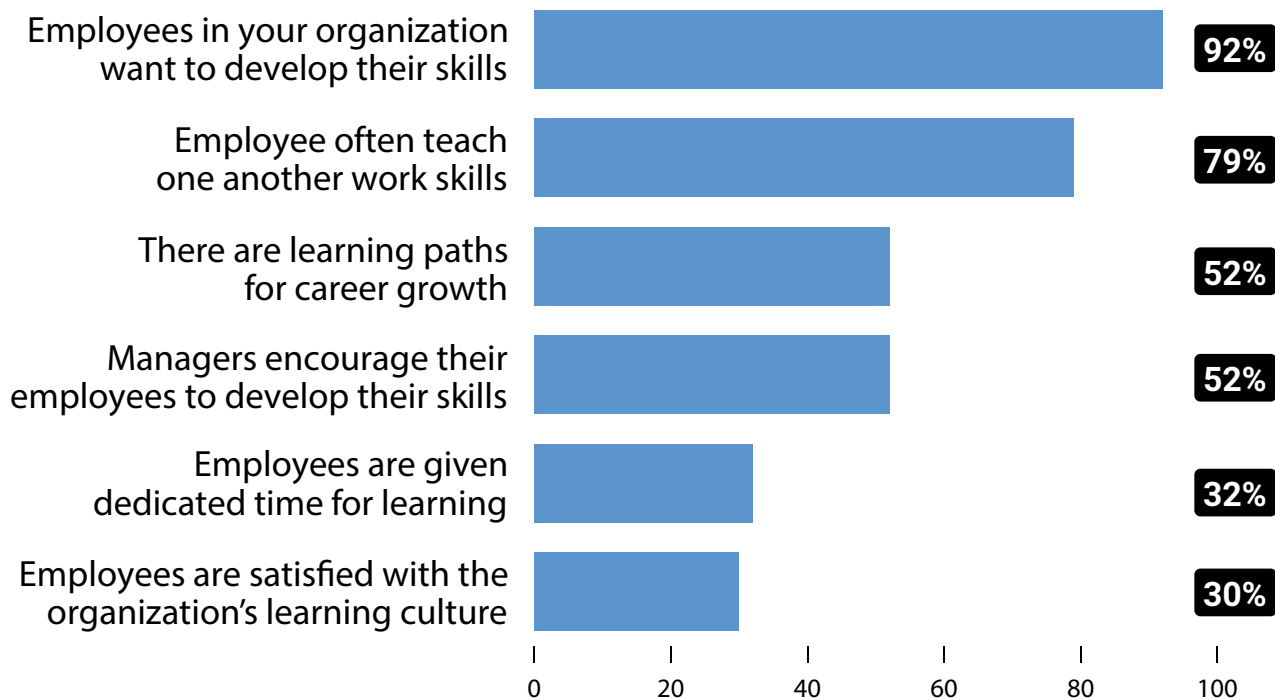 Employees in your organization
want to develop their skills
92%
Employee often teach
one another work skills
79%
There are learning paths
for career growth
52%
Managers encourage their
employees to develop their skills
52%
Employees are given
dedicated time for learning
32%
Employees are satisfied with the
organization’s learning culture
30%
0 20 40 60 80 100